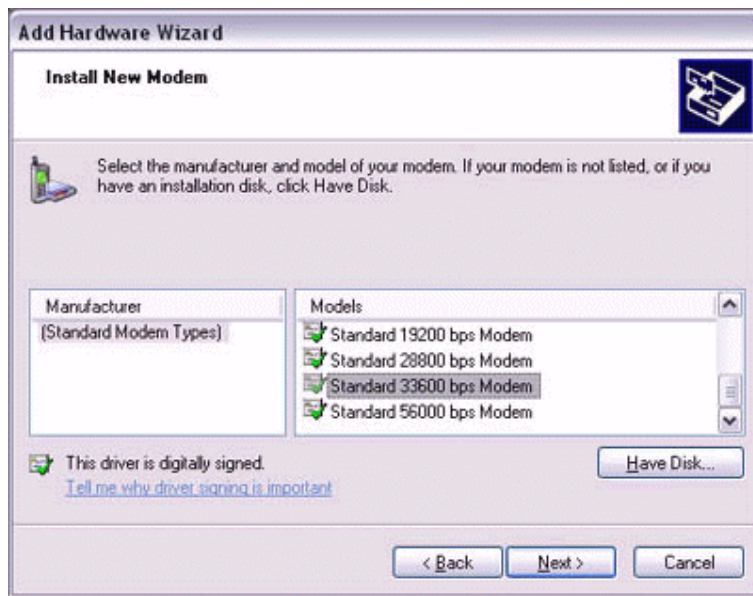 Add Hardware Wizard
Install New Modem
Select the manufacturer and model of your modem. If your modem is not listed, or if you
have an installation disk, click Have Disk.
Manufacturer
(Standard Modem Types)
Models
Standard 19200 bps Modem
Standard 28800 bps Modem
Standard 33600 bps Modem
Standard 56000 bps Modem
This driver is digitally signed.
Tell me why driver signing is important
Have Disk...
< Back
Next >
Cancel